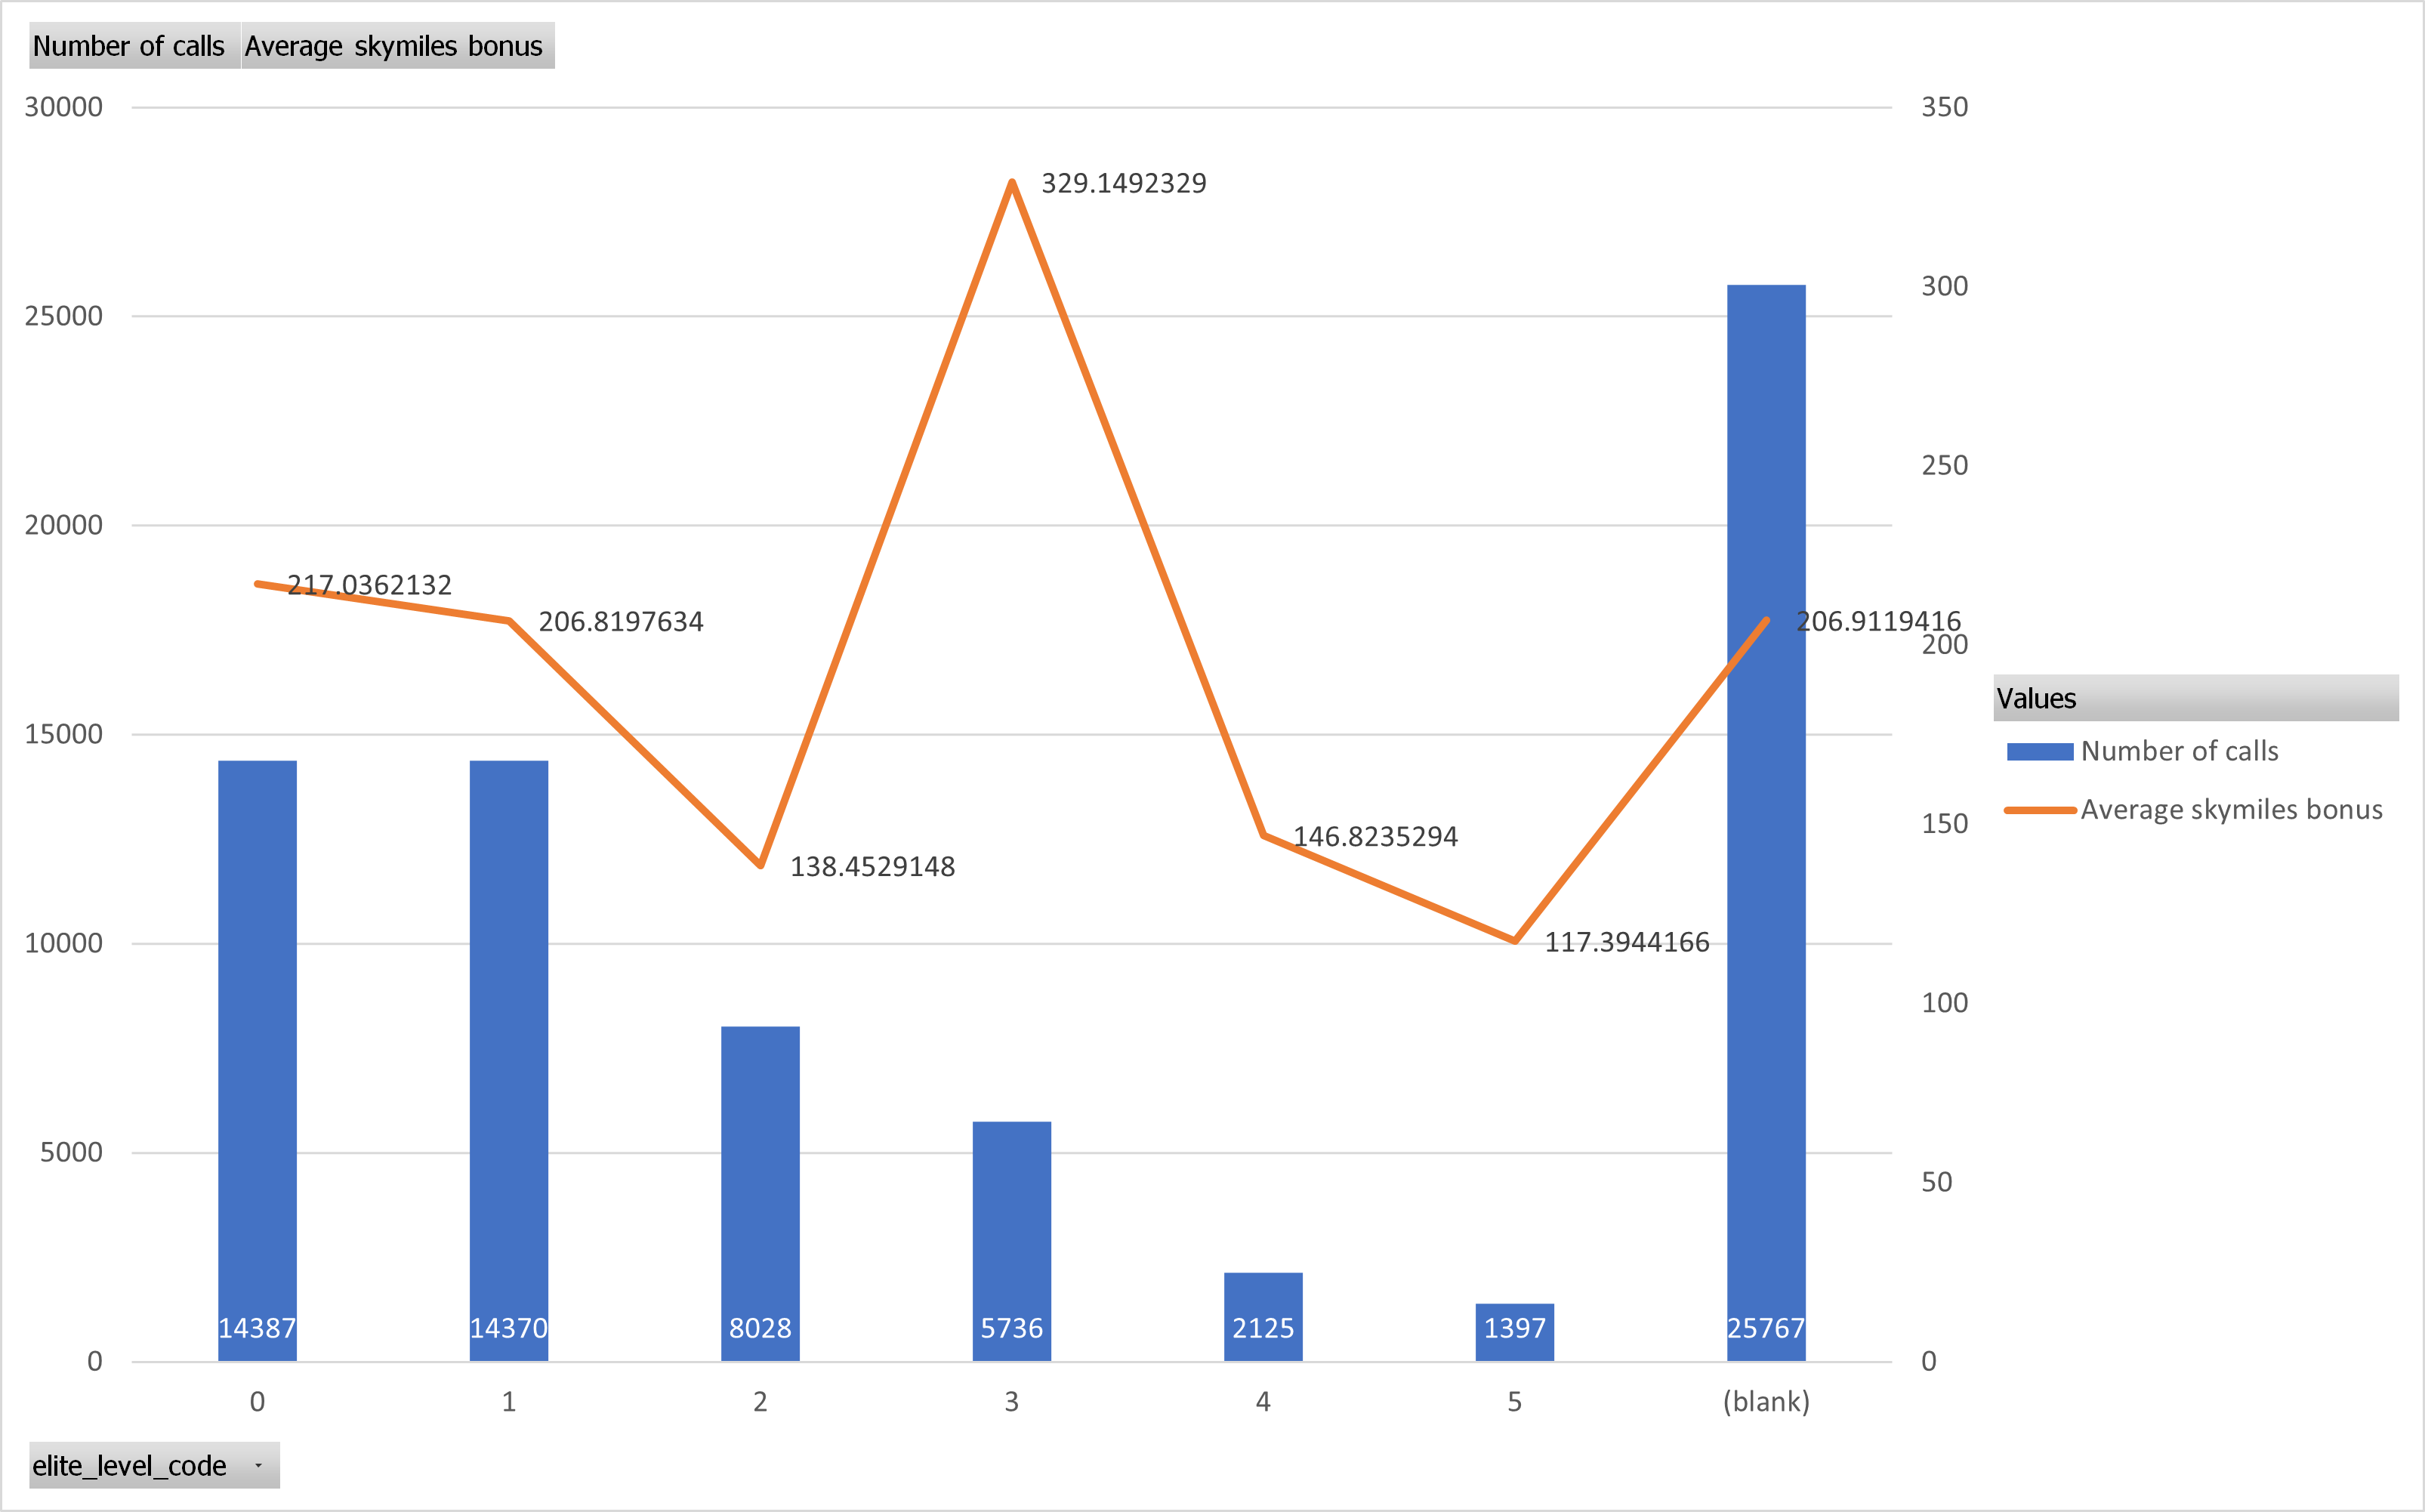 Number of calls Average skymiles bonus
30000 350
329.1492329
300
25000
250
20000
217.0362132
206.8197634 206.9119416
200
Values
15000
Number of calls
Average skymiles bonus
150
146.8235294
138.4529148
10000 117.3944166
100
5000
50
14387 14370 8028 5736 2125 1397 25767
0 0
0 1 2 3 4 5 (blank)
elite_level_code